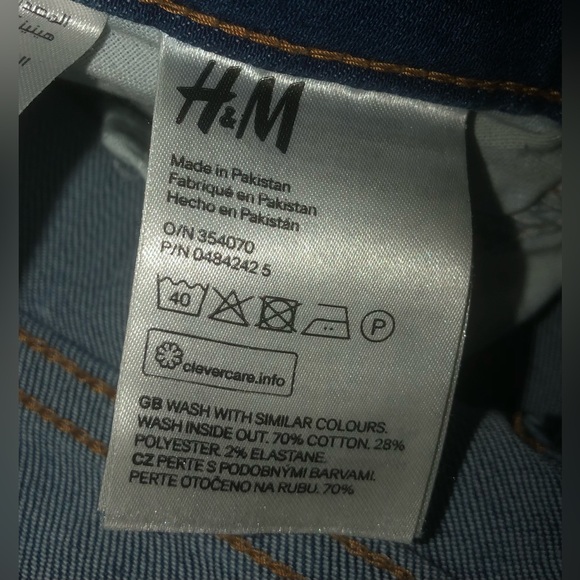 H&M
Made in Pakistan
Fabriqué en Pakistan
Hecho en Pakistán
O/N 354070
P/N 0484242 5
40 P
clevercare.info
GB WASH WITH SIMILAR COLOURS.
WASH INSIDE OUT. 70% COTTON. 28%
POLYESTER. 2% ELASTANE.
CZ PERTE S PODOBNÝMI BARVAMI.
PERTE OTOČENO NA RUBU. 70%